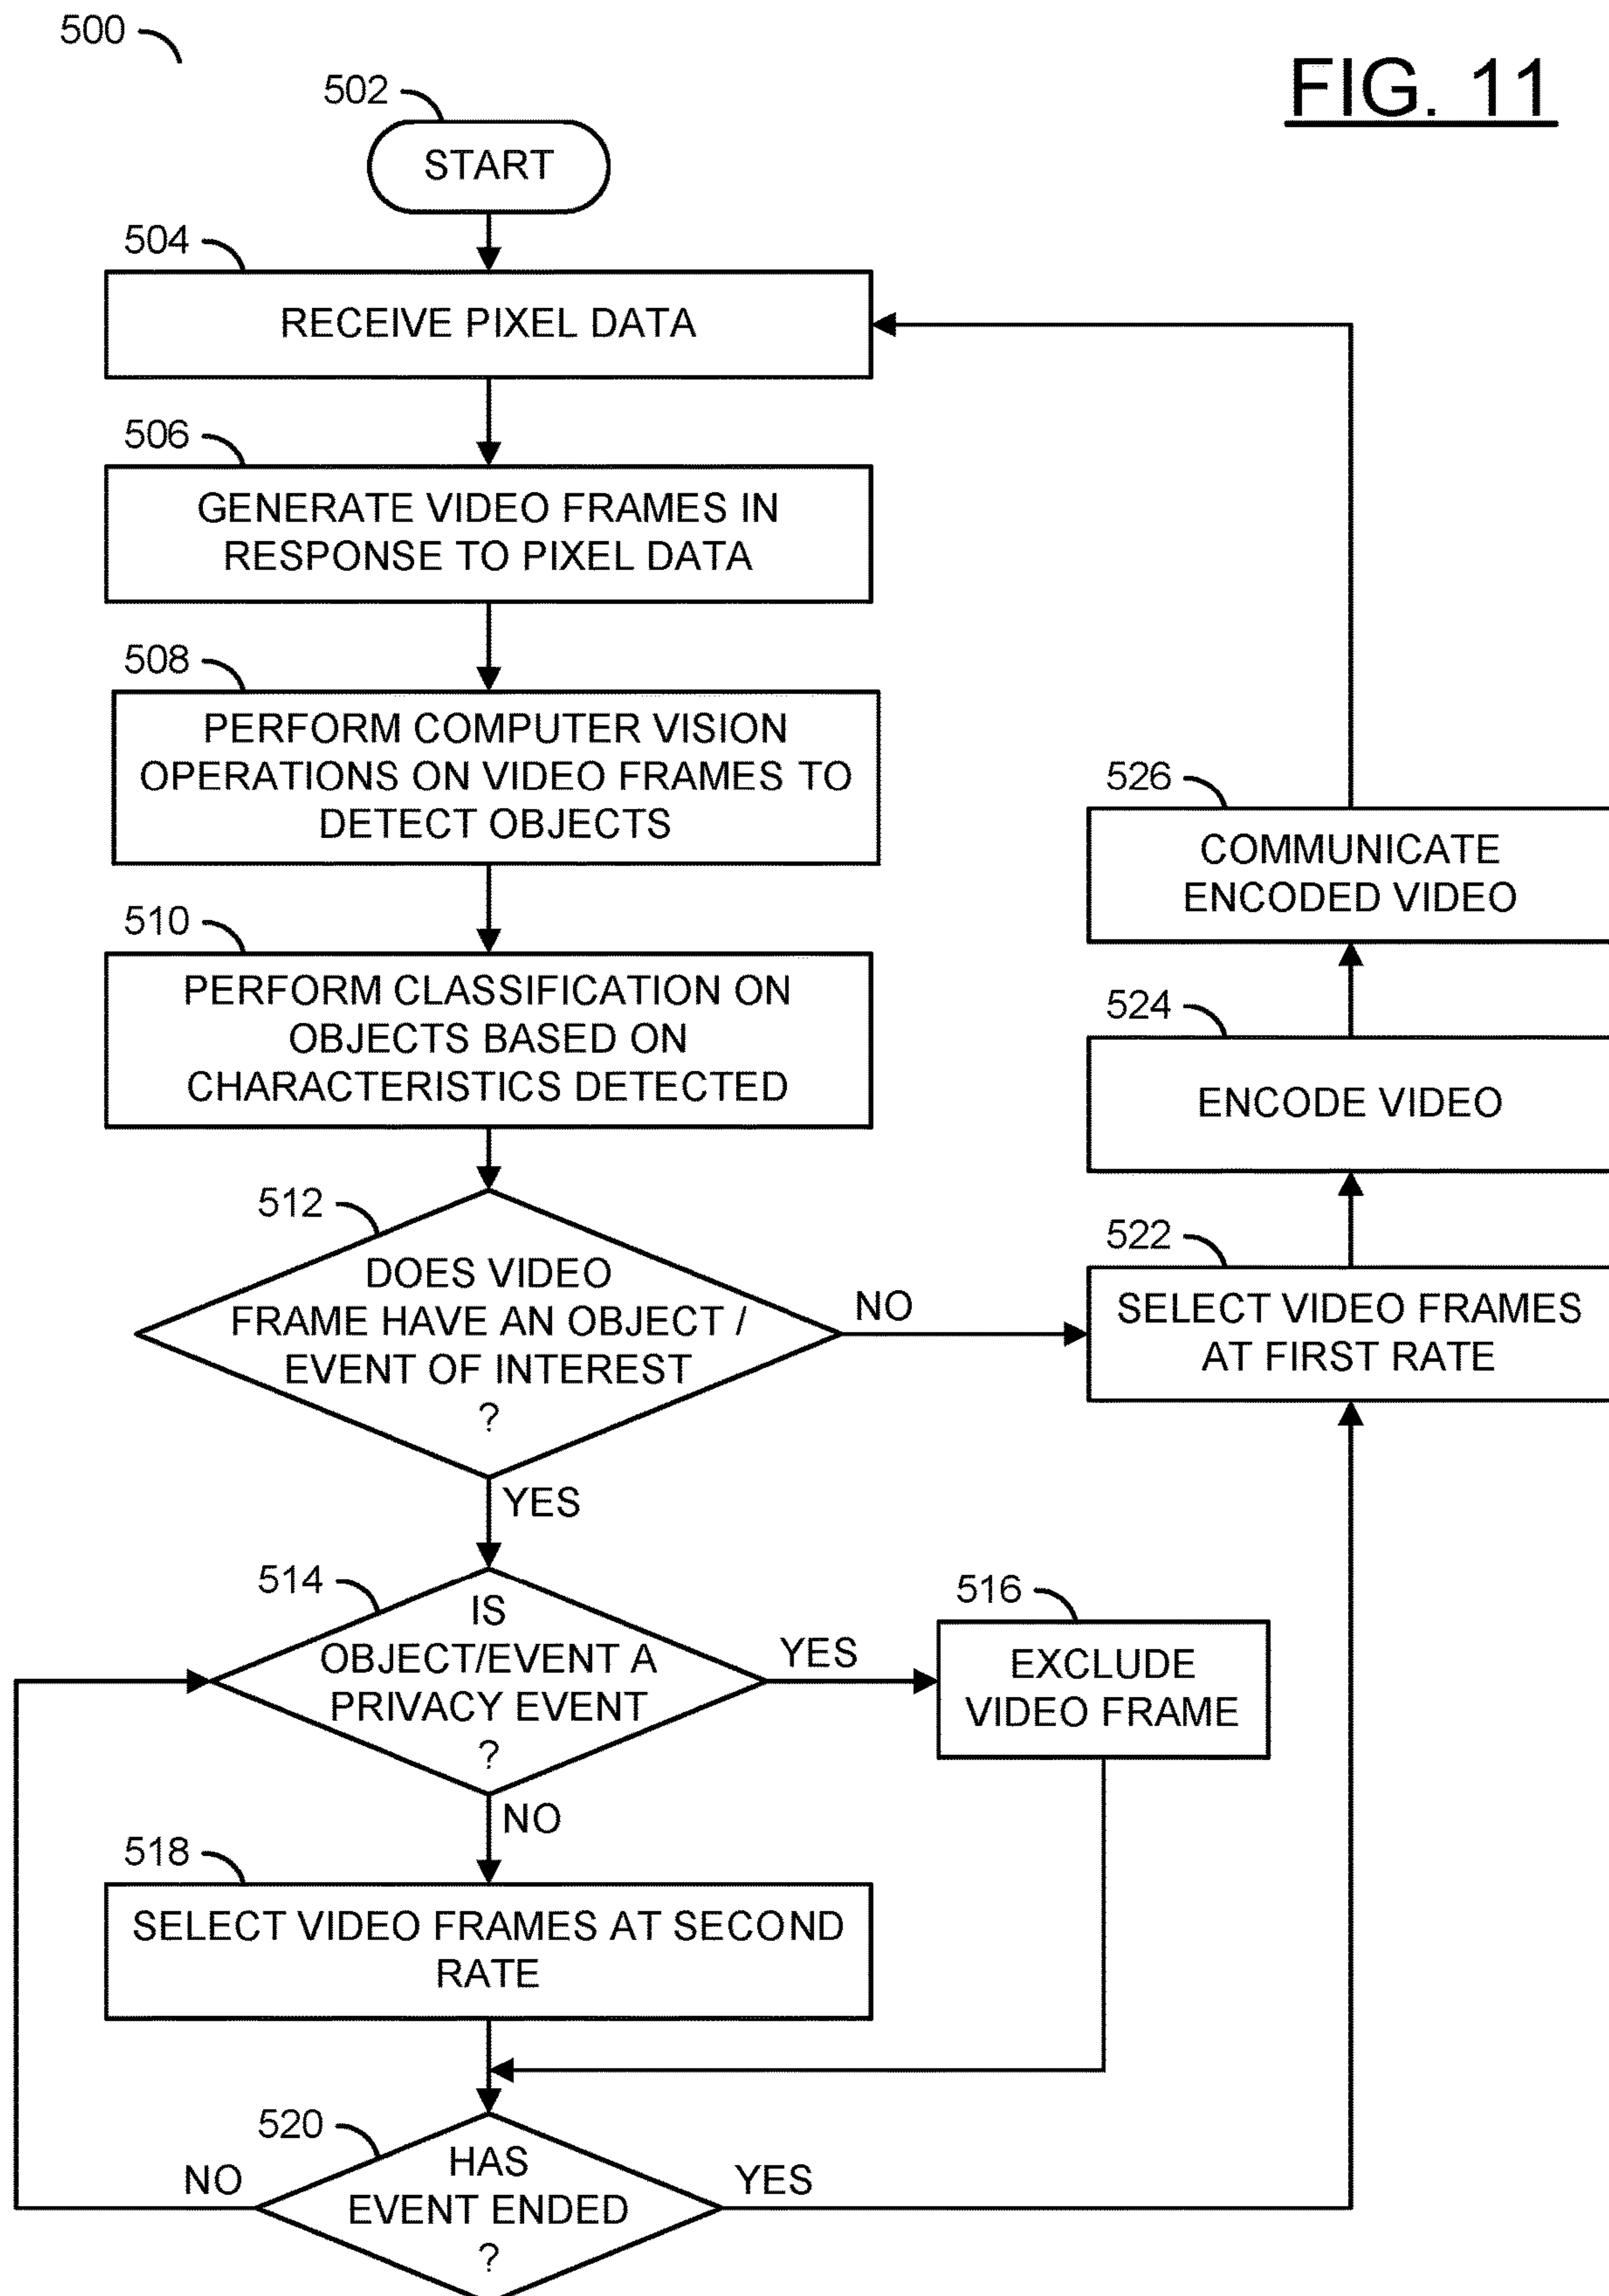 500
FIG. 11
502
START
504
RECEIVE PIXEL DATA
506
GENERATE VIDEO FRAMES IN
RESPONSE TO PIXEL DATA
508
PERFORM COMPUTER VISION
OPERATIONS ON VIDEO FRAMES TO
DETECT OBJECTS
510
PERFORM CLASSIFICATION ON
OBJECTS BASED ON
CHARACTERISTICS DETECTED
512
DOES VIDEO
FRAME HAVE AN OBJECT /
EVENT OF INTEREST
?
NO
YES
514
IS
OBJECT/EVENT A
PRIVACY EVENT
?
YES
NO
516
EXCLUDE
VIDEO FRAME
518
SELECT VIDEO FRAMES AT SECOND
RATE
520
HAS
EVENT ENDED
?
NO
YES
522
SELECT VIDEO FRAMES
AT FIRST RATE
524
ENCODE VIDEO
526
COMMUNICATE
ENCODED VIDEO